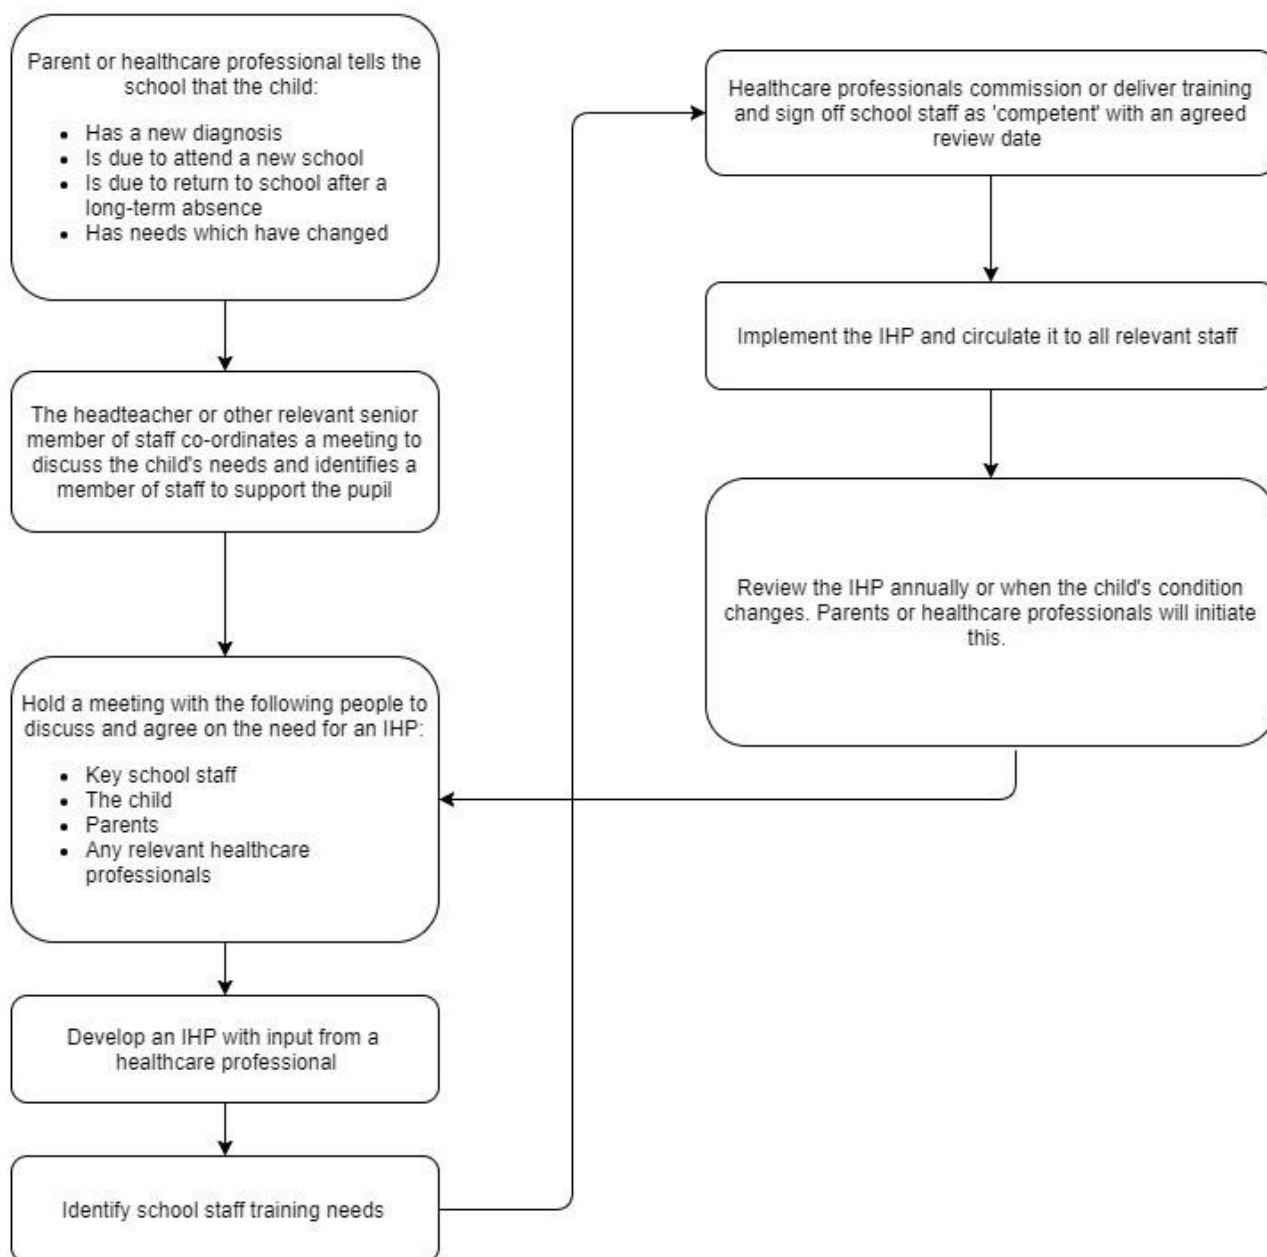 Parent or healthcare professional tells the
school that the child:
• Has a new diagnosis
• Is due to attend a new school
• Is due to return to school after a
long-term absence
• Has needs which have changed
The headteacher or other relevant senior
member of staff co-ordinates a meeting to
discuss the child's needs and identifies a
member of staff to support the pupil
Hold a meeting with the following people to
discuss and agree on the need for an IHP:
• Key school staff
• The child
• Parents
• Any relevant healthcare
professionals
Develop an IHP with input from a
healthcare professional
Identify school staff training needs
Healthcare professionals commission or deliver training
and sign off school staff as 'competent' with an agreed
review date
Implement the IHP and circulate it to all relevant staff
Review the IHP annually or when the child's condition
changes. Parents or healthcare professionals will initiate
this.